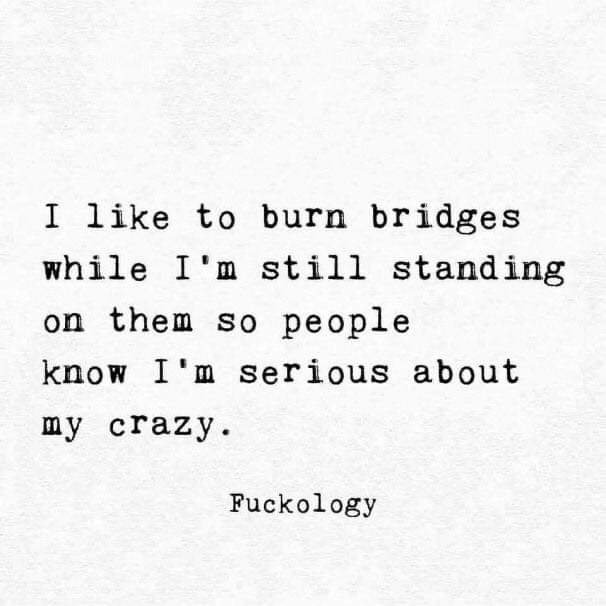 I like to burn bridges
while I'm still standing
on them so people
know I'm serious about
my crazy.
Fuckology